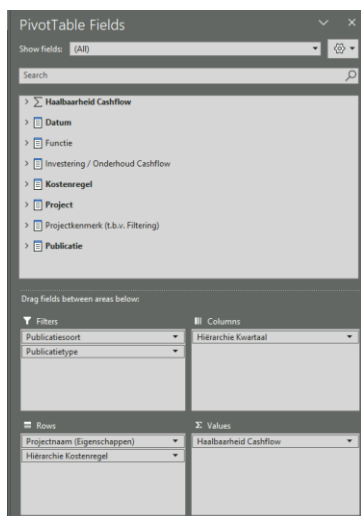 PivotTable Fields
Show fields: (All)
Search
Σ Haalbaarheid Cashflow
Datum
Functie
Investering / Onderhoud Cashflow
Kostenregel
Project
Projectkenmerk (t.b.v. Filtering)
Publicatie
Drag fields between areas below:
Filters
Publicatiesoort
Publicatietype
Columns
Hiërarchie Kwartaal
Rows
Projectnaam (Eigenschappen)
Hiërarchie Kostenregel
Σ Values
Haalbaarheid Cashflow